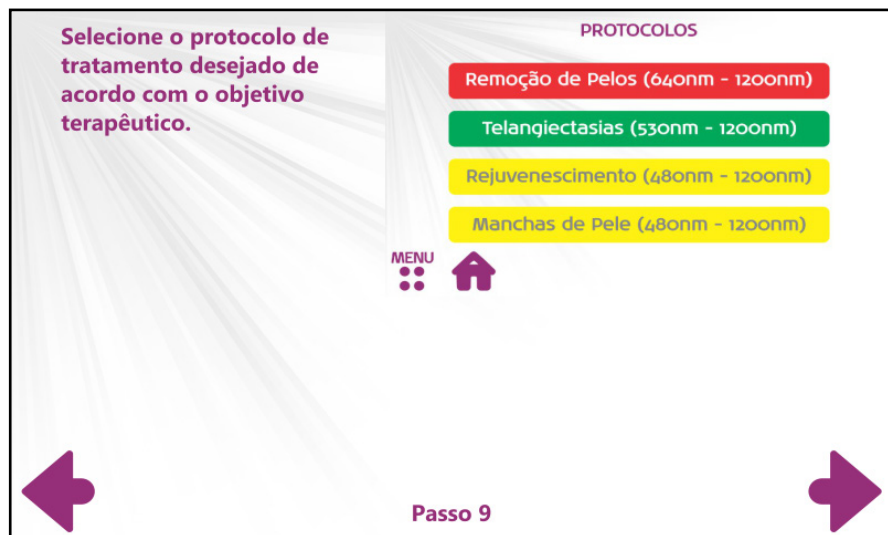 Selecione o protocolo de
tratamento desejado de
acordo com o objetivo
terapêutico.
PROTOCOLOS
Remoção de Pelos (640nm - 1200nm)
Telangiectasias (530nm - 1200nm)
Rejuvenescimento (480nm - 1200nm)
Manchas de Pele (480nm - 1200nm)
MENU
Passo 9